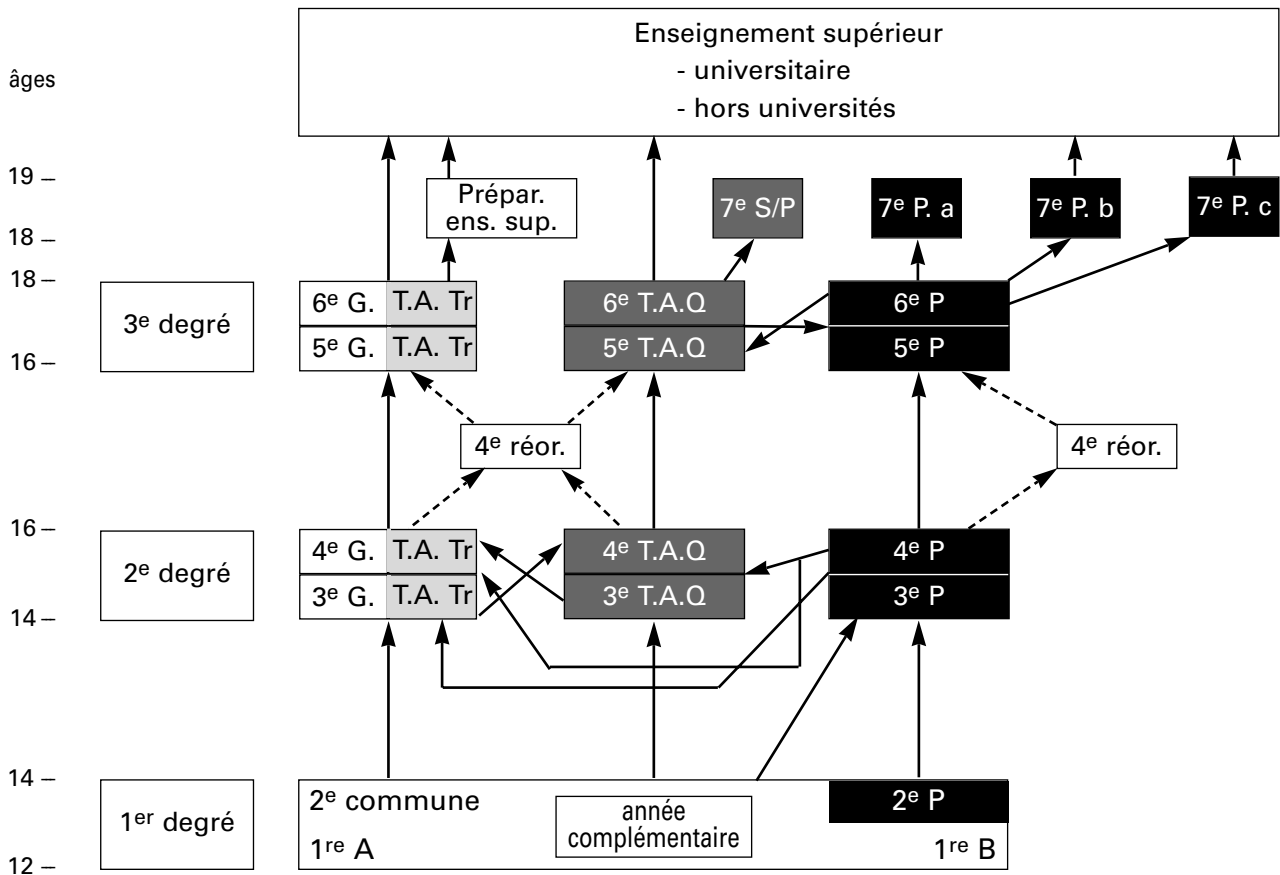 Enseignement supérieur
- universitaire
- hors universités
âges
19
Prépar.
ens. sup.
7e S/P
7e P. a
7e P. b
7e P. c
18
18
3e degré
6e G. T.A. Tr
6e T.A.Q
6e P
5e G. T.A. Tr
5e T.A.Q
5e P
16
4e réor.
4e réor.
16
2e degré
4e G. T.A. Tr
4e T.A.Q
4e P
3e G. T.A. Tr
3e T.A.Q
3e P
14
14
1er degré
2e commune
année
complémentaire
2e P
1re A
1re B
12